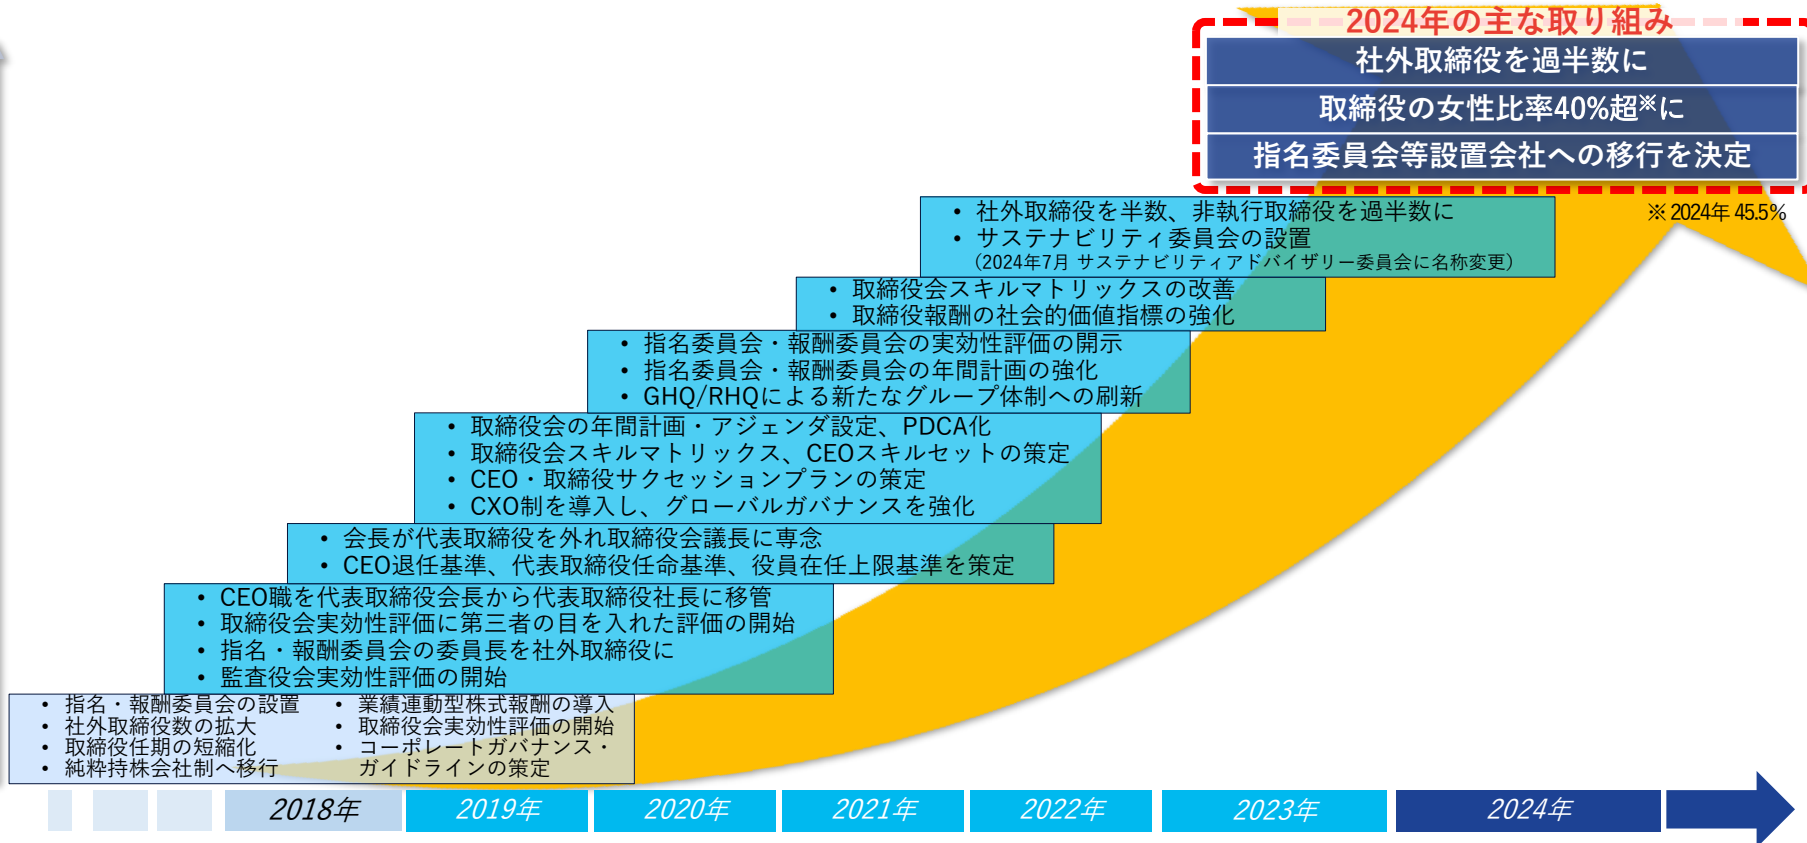 2024年の主な取り組み
社外取締役を過半数に
取締役の女性比率40%超※に
指名委員会等設置会社への移行を決定
※ 2024年 45.5%
• 社外取締役を半数、非執行取締役を過半数に
• サステナビリティ委員会の設置
（2024年7月 サステナビリティアドバイザリー委員会に名称変更）
• 取締役会スキルマトリックスの改善
• 取締役報酬の社会的価値指標の強化
• 指名委員会・報酬委員会の実効性評価の開示
• 指名委員会・報酬委員会の年間計画の強化
• GHQ/RHQによる新たなグループ体制への刷新
• 取締役会の年間計画・アジェンダ設定、PDCA化
• 取締役会スキルマトリックス、CEOスキルセットの策定
• CEO・取締役サクセッションプランの策定
• CXO制を導入し、グローバルガバナンスを強化
• 会長が代表取締役を外れ取締役会議長に専念
• CEO退任基準、代表取締役任命基準、役員在任上限基準を策定
• CEO職を代表取締役会長から代表取締役社長に移管
• 取締役会実効性評価に第三者の目を入れた評価の開始
• 指名・報酬委員会の委員長を社外取締役に
• 監査役会実効性評価の開始
• 指名・報酬委員会の設置
• 社外取締役数の拡大
• 取締役任期の短縮化
• 純粋持株会社制へ移行
• 業績連動型株式報酬の導入
• 取締役会実効性評価の開始
• コーポレートガバナンス・
ガイドラインの策定
2018年
2019年
2020年
2021年
2022年
2023年
2024年